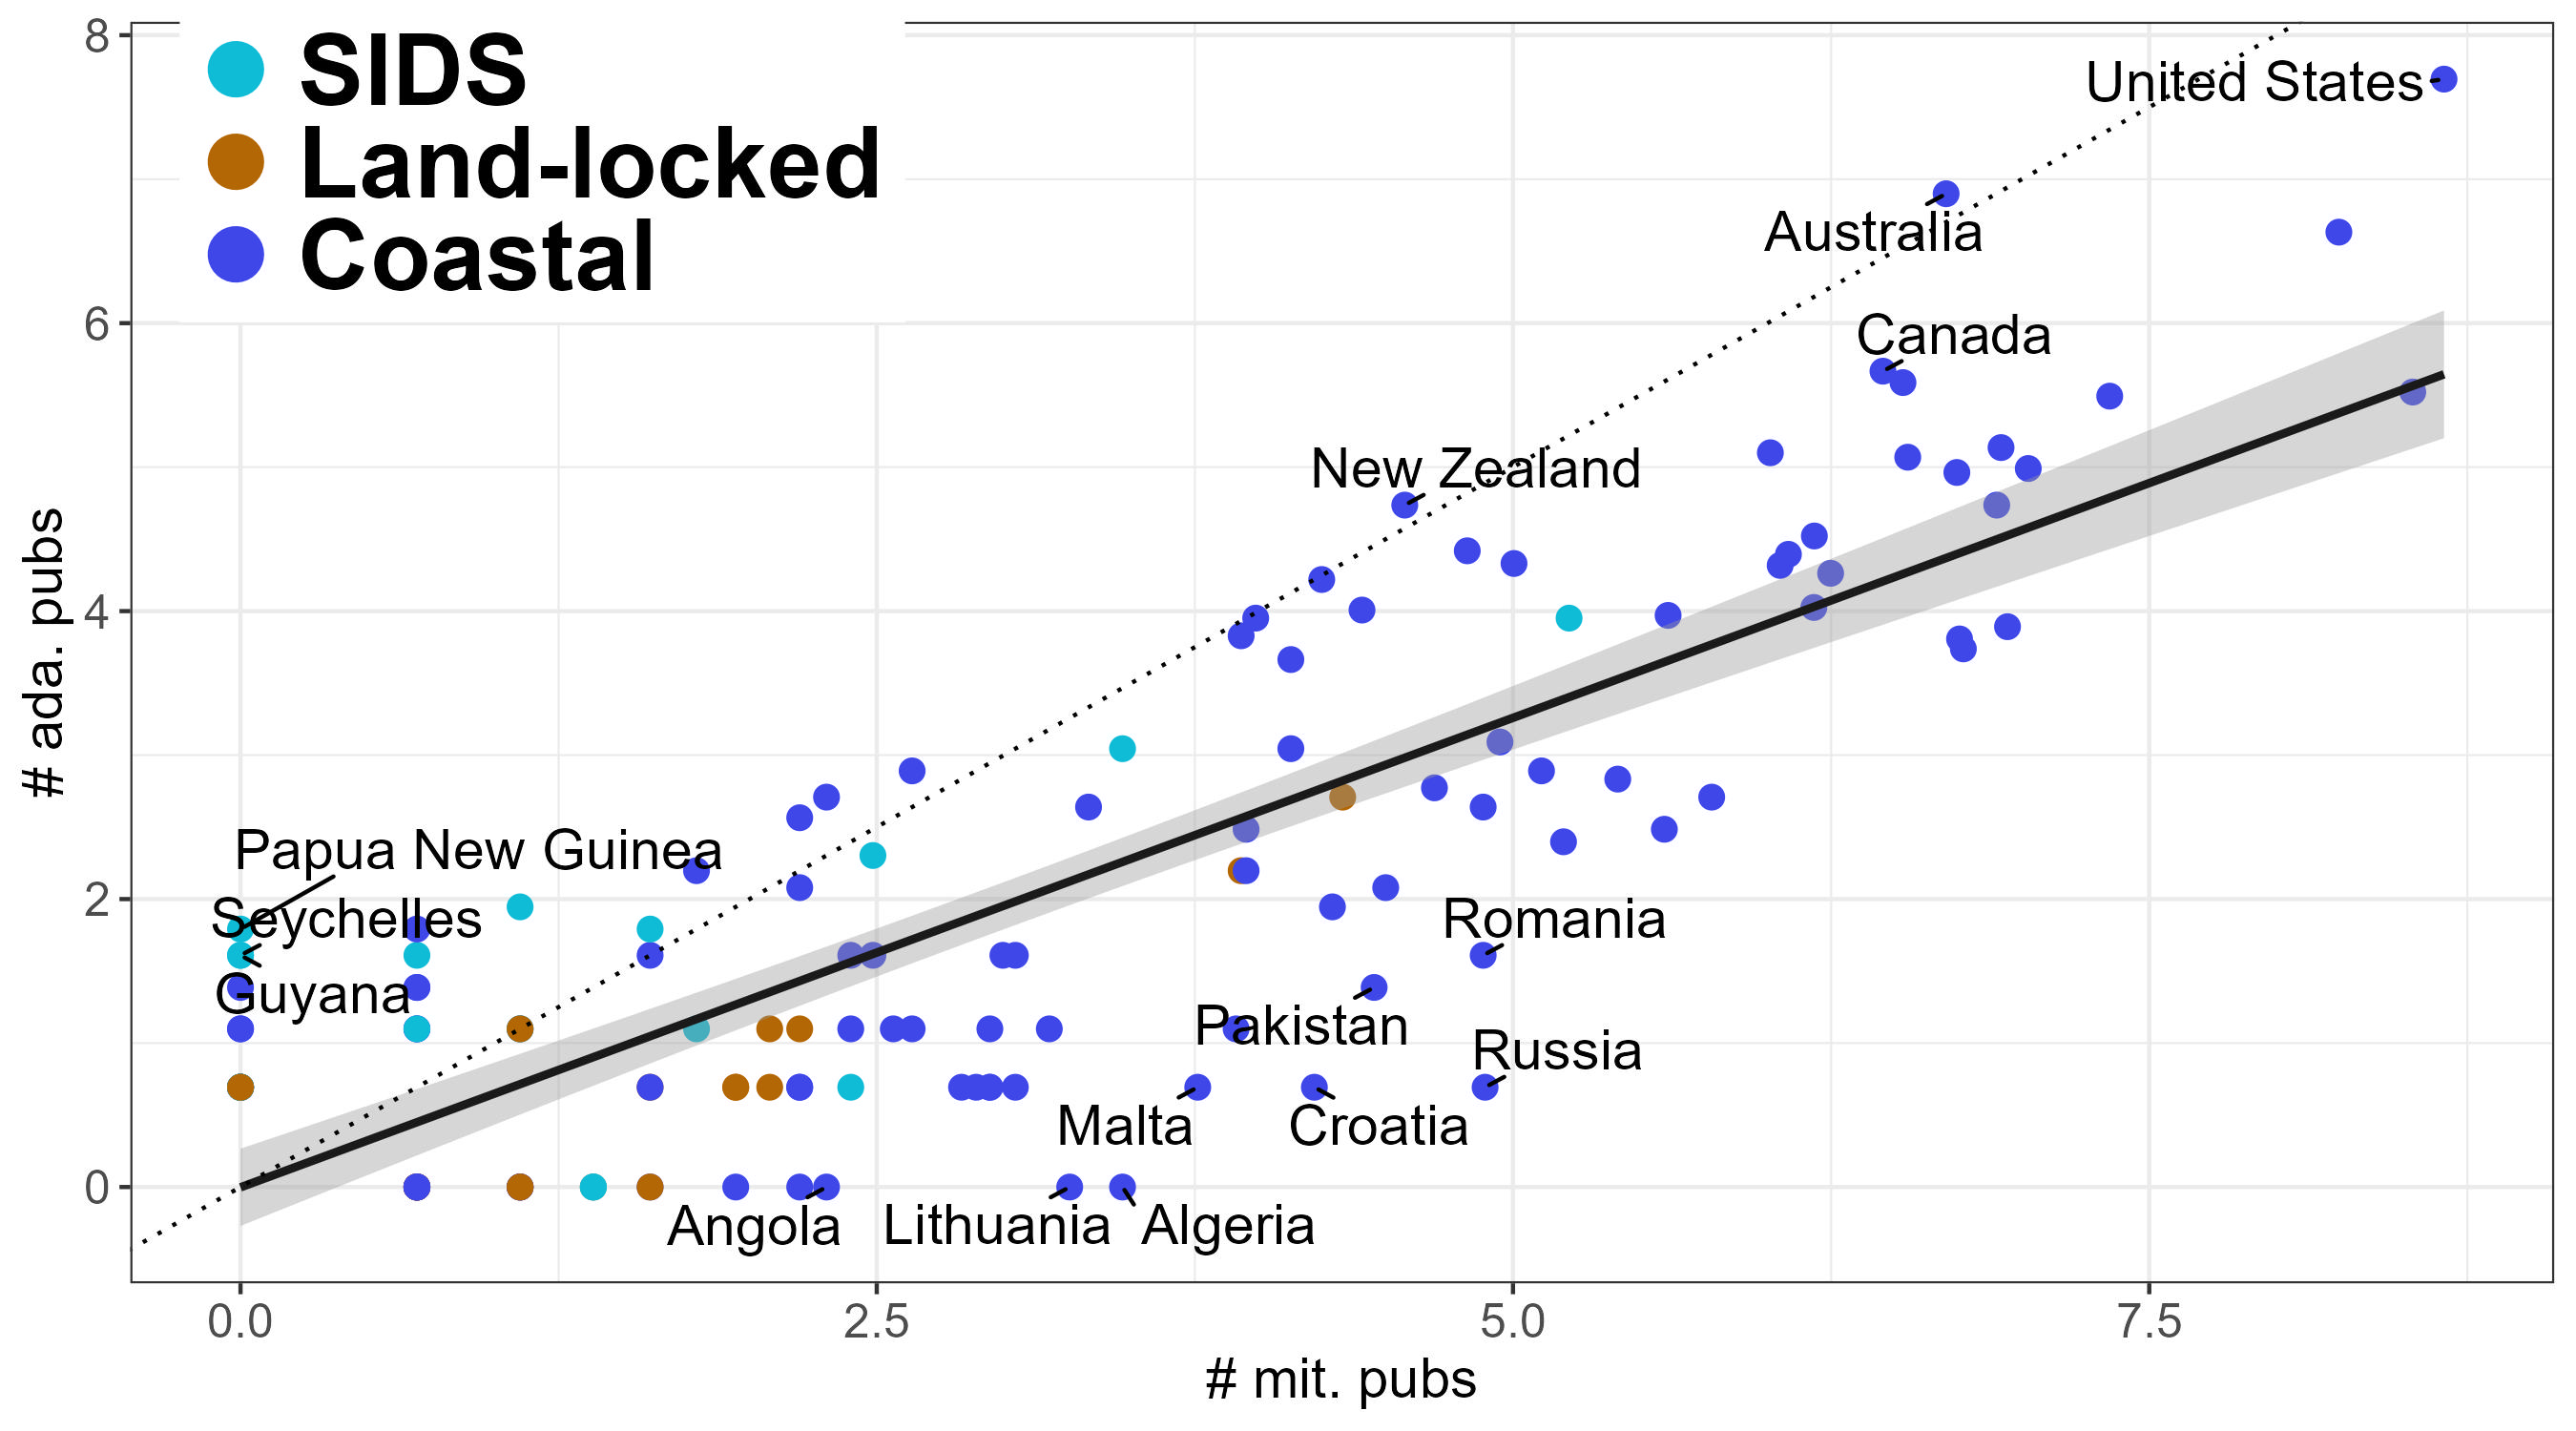 SIDS
Land-locked
Coastal
8
6
4
2
0
# ada. pubs
United States
Australia
Canada
New Zealand
Papua New Guinea
Seychelles
Guyana
Romania
Pakistan
Russia
Malta
Croatia
Angola
Lithuania
Algeria
0.0
2.5
5.0
7.5
# mit. pubs